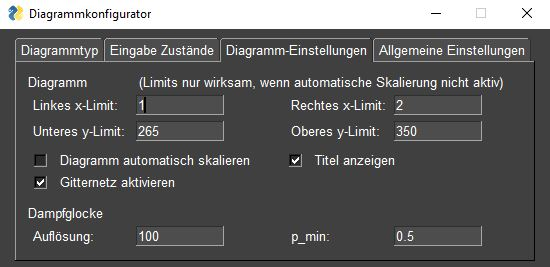 Diagrammkonfigurator
Diagrammtyp Eingabe Zustände Diagramm-Einstellungen Allgemeine Einstellungen
Diagramm (Limits nur wirksam, wenn automatische Skalierung nicht aktiv)
Linkes x-Limit: 1 Rechtes x-Limit: 2
Unteres y-Limit: 265 Oberes y-Limit: 350
Diagramm automatisch skalieren Titel anzeigen
Gitternetz aktivieren
Dampfglocke
Auflösung: 100 p_min: 0.5